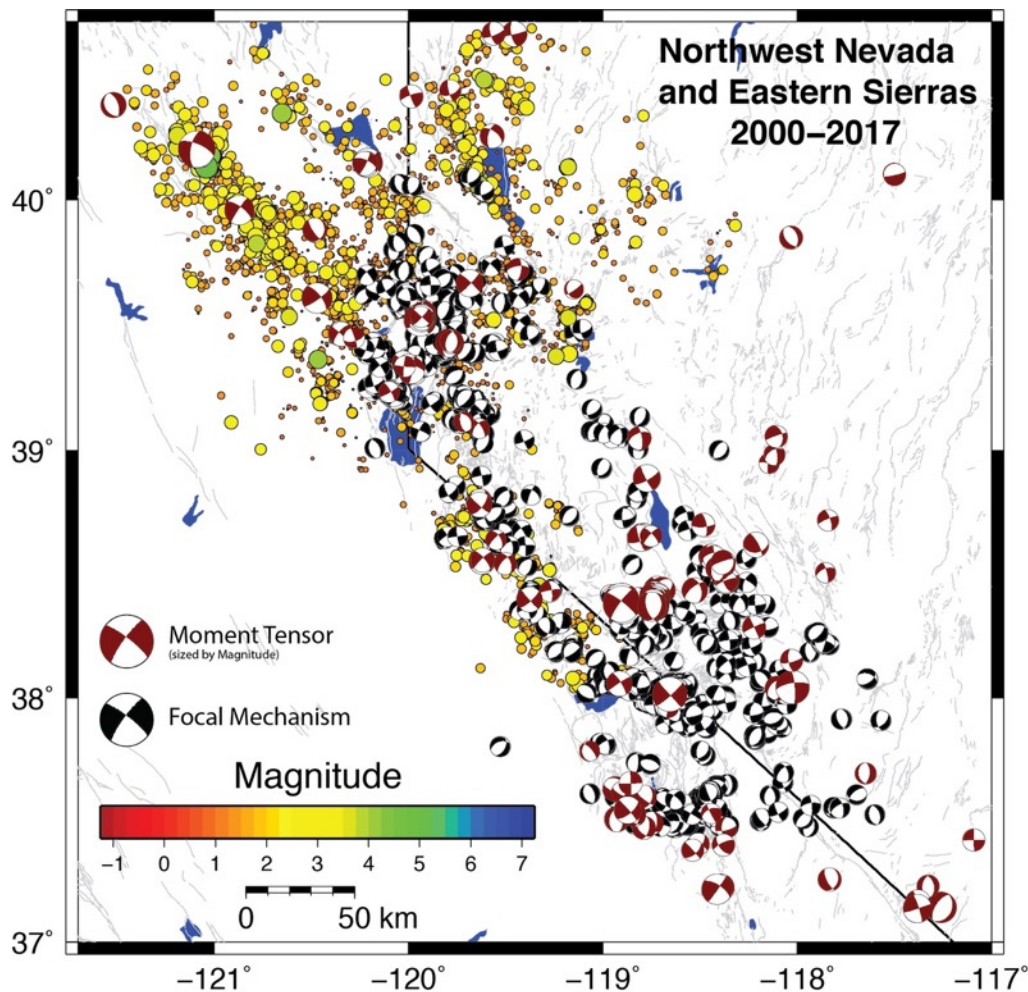 Northwest Nevada
and Eastern Sierras
2000–2017
40°
39°
38°
37°
Moment Tensor
(sized by Magnitude)
Focal Mechanism
Magnitude
−1 0 1 2 3 4 5 6 7
0 50 km
−121° −120° −119° −118° −117°